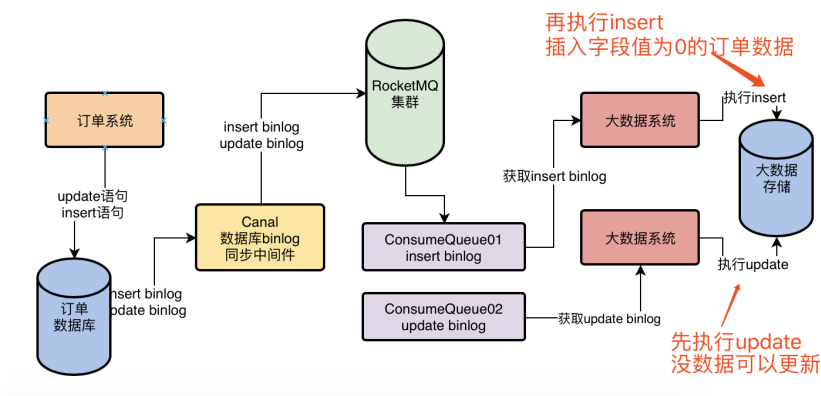 再执行insert
插入字段值为0的订单数据
RocketMQ
集群
订单系统
insert binlog
update binlog
大数据系统
执行insert
大数据
存储
获取insert binlog
update语句
insert语句
Canal
数据库binlog
同步中间件
ConsumeQueue01
insert binlog
大数据系统
执行update
订单
数据库
nsert binlog
pdate binlog
ConsumeQueue02
update binlog
获取update binlog
先执行update
没数据可以更新